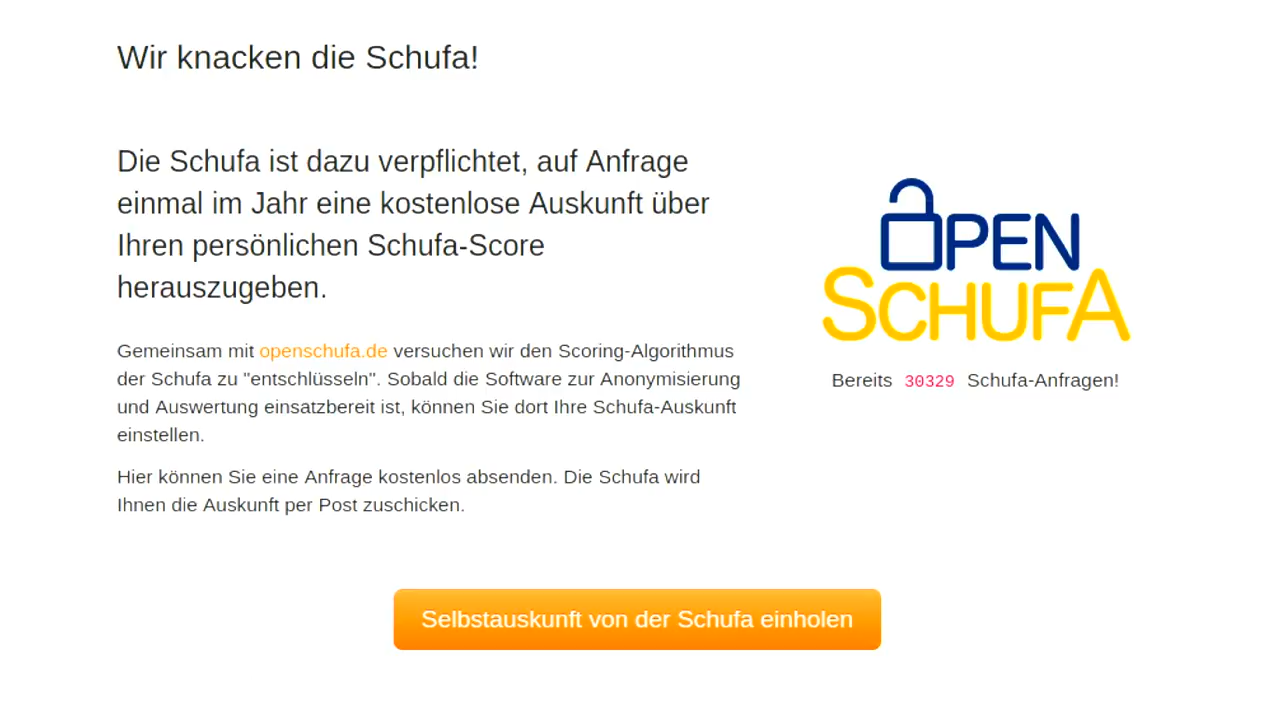 Wir knacken die Schufa!
Die Schufa ist dazu verpflichtet, auf Anfrage
einmal im Jahr eine kostenlose Auskunft über
Ihren persönlichen Schufa-Score
herauszugeben.
Gemeinsam mit openschufa.de versuchen wir den Scoring-Algorithmus
der Schufa zu "entschlüsseln". Sobald die Software zur Anonymisierung
und Auswertung einsatzbereit ist, können Sie dort Ihre Schufa-Auskunft
einstellen.
Hier können Sie eine Anfrage kostenlos absenden. Die Schufa wird
Ihnen die Auskunft per Post zuschicken.
OPEN
SCHUFA
Bereits 30329 Schufa-Anfragen!
Selbstauskunft von der Schufa einholen